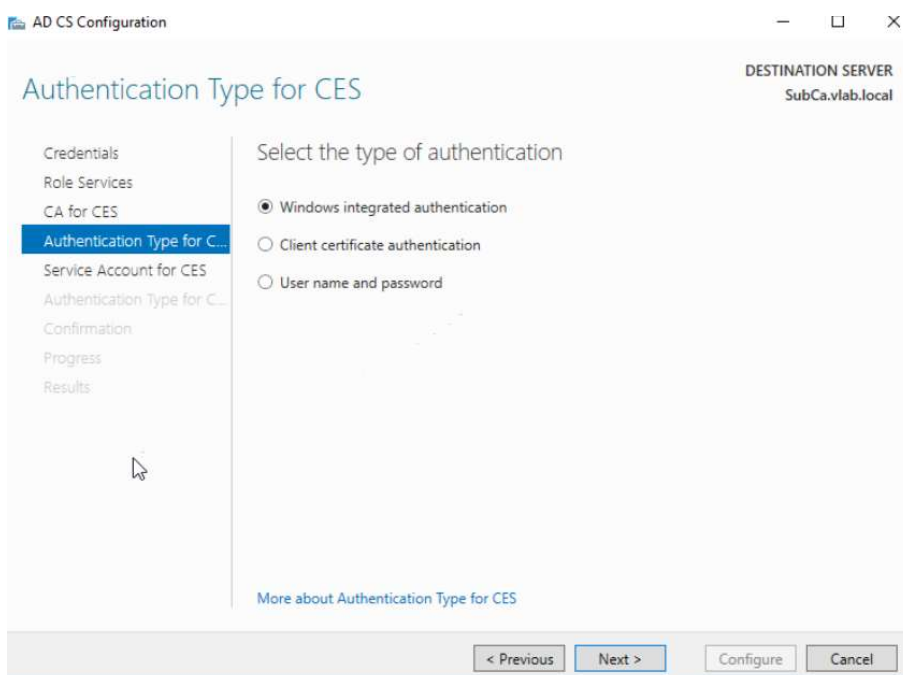 AD CS Configuration
Authentication Type for CES
DESTINATION SERVER
SubCa.vlab.local
Credentials
Role Services
CA for CES
Authentication Type for C...
Service Account for CES
Authentication Type for C...
Confirmation
Progress
Results
Select the type of authentication
Windows integrated authentication
Client certificate authentication
User name and password
More about Authentication Type for CES
< Previous
Next >
Configure
Cancel